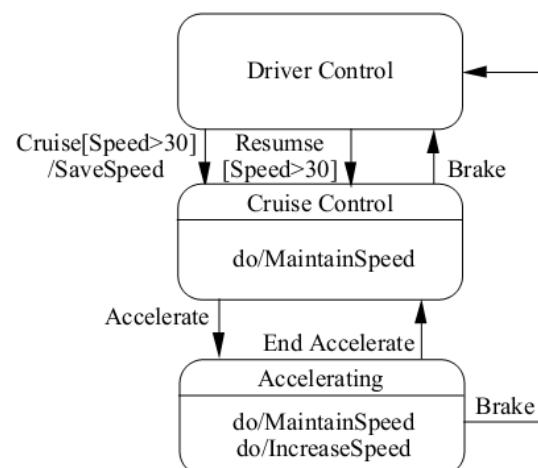 Driver Control
Cruise[Speed>30]
/SaveSpeed
Resumse
[Speed>30]
Brake
Cruise Control
do/MaintainSpeed
Accelerate
End Accelerate
Accelerating
do/MaintainSpeed
do/IncreaseSpeed
Brake